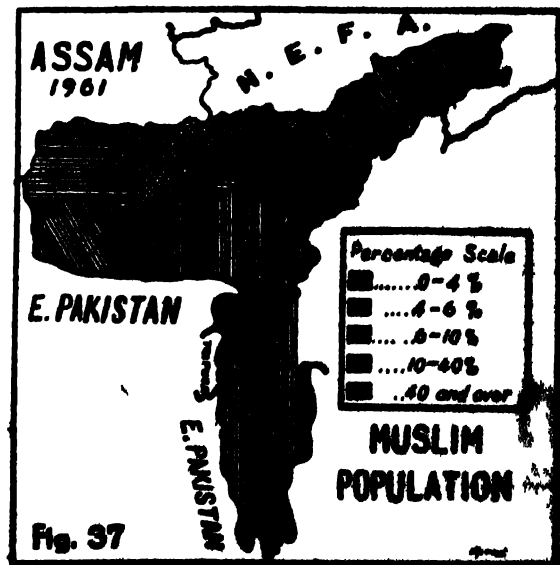 ASSAM
1961
N. E. F. A.
Percentage Scale
.......0-4%
....4-6%
.....6-10%
....10-40%
..40 and over
E. PAKISTAN
E. PAKISTAN
MUSLIM
POPULATION
Fig. 37